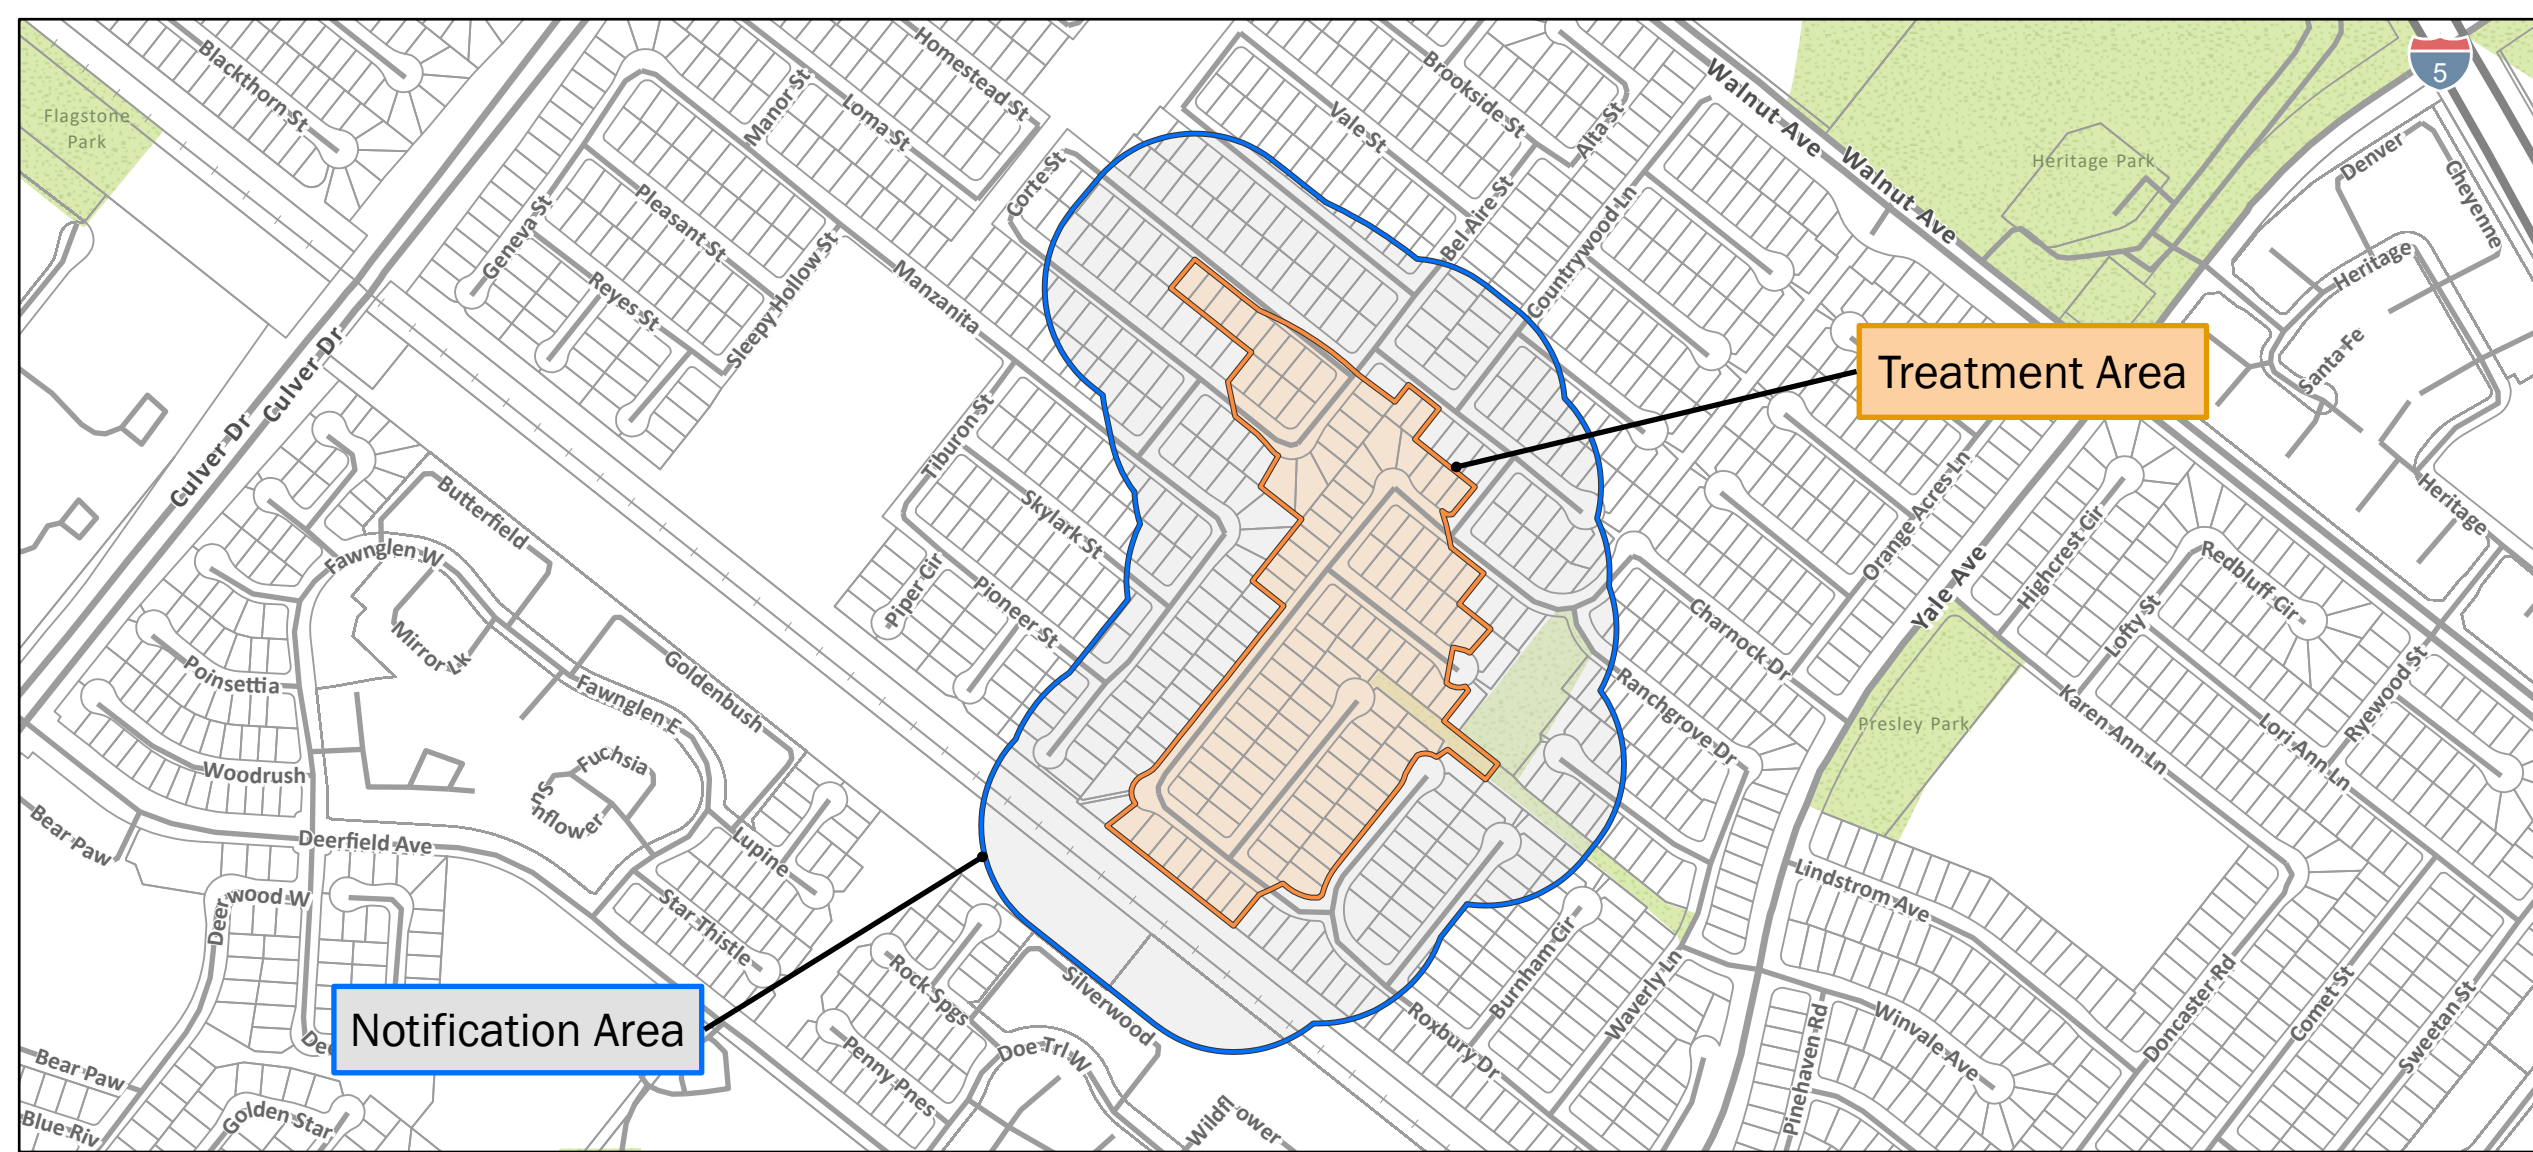 Blackthorn St
Homestead St
Brookside St
Walnut Ave
Walnut Ave
5
Flagstone
Park
Manor St
Loma St
Vale St
Alta St
Heritage Park
Denver
Cheyenne
Corte St
Geneva St
Pleasant St
Sleepy Hollow St
Reyes St
Manzanita
Bel Aire St
Countrywood Ln
Heritage
Santa Fe
Treatment Area
Culver Dr
Culver Dr
Tiburon St
Skylark St
Butterfield
Fawnglen W
Piper Cir
Pioneer St
Orange Acres Ln
Yale Ave
Highcrest Cir
Redbluff Cir
Heritage
Lofty St
Charnock Dr
Mirror Lk
Poinsettia
Goldenbush
Fawnglen E
Ranchgrove Dr
Presley Park
Karen Ann Ln
Lori Ann Ln
Ryewood St
Woodrush
Fuchsia
Sunflower
Bear Paw
Deerfield Ave
Lupine
Lindstrom Ave
Deerwood W
Star Thistle
Rock Spgs
Silverwood
Burnham Cir
Waverly Ln
Doncaster Rd
Comet St
Sweetan St
Notification Area
Dee
Bear Paw
Penny Pnes
Doe Trl W
Roxbury Dr
Pinehaven Rd
Winvale Ave
Blue Riv
Golden Star
Wildflower